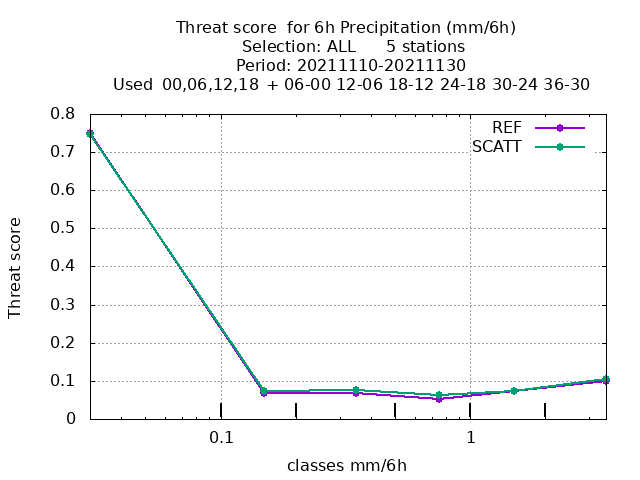 Threat score  for 6h Precipitation (mm/6h)
Selection: ALL      5 stations
Period: 20211110-20211130
Used  00,06,12,18  + 06-00 12-06 18-12 24-18 30-24 36-30
REF
SCATT
0.8
0.7
0.6
0.5
0.4
0.3
0.2
0.1
0
Threat score
0.1
1
classes mm/6h